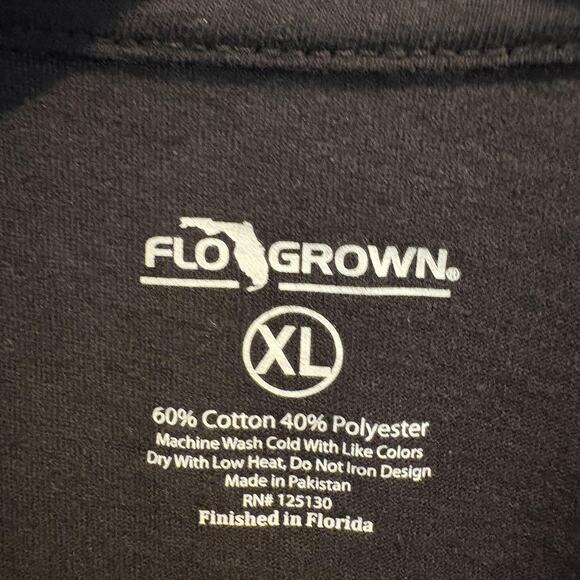 FLO GROWN®
XL
60% Cotton 40% Polyester
Machine Wash Cold With Like Colors
Dry With Low Heat, Do Not Iron Design
Made in Pakistan
RN# 125130
Finished in Florida